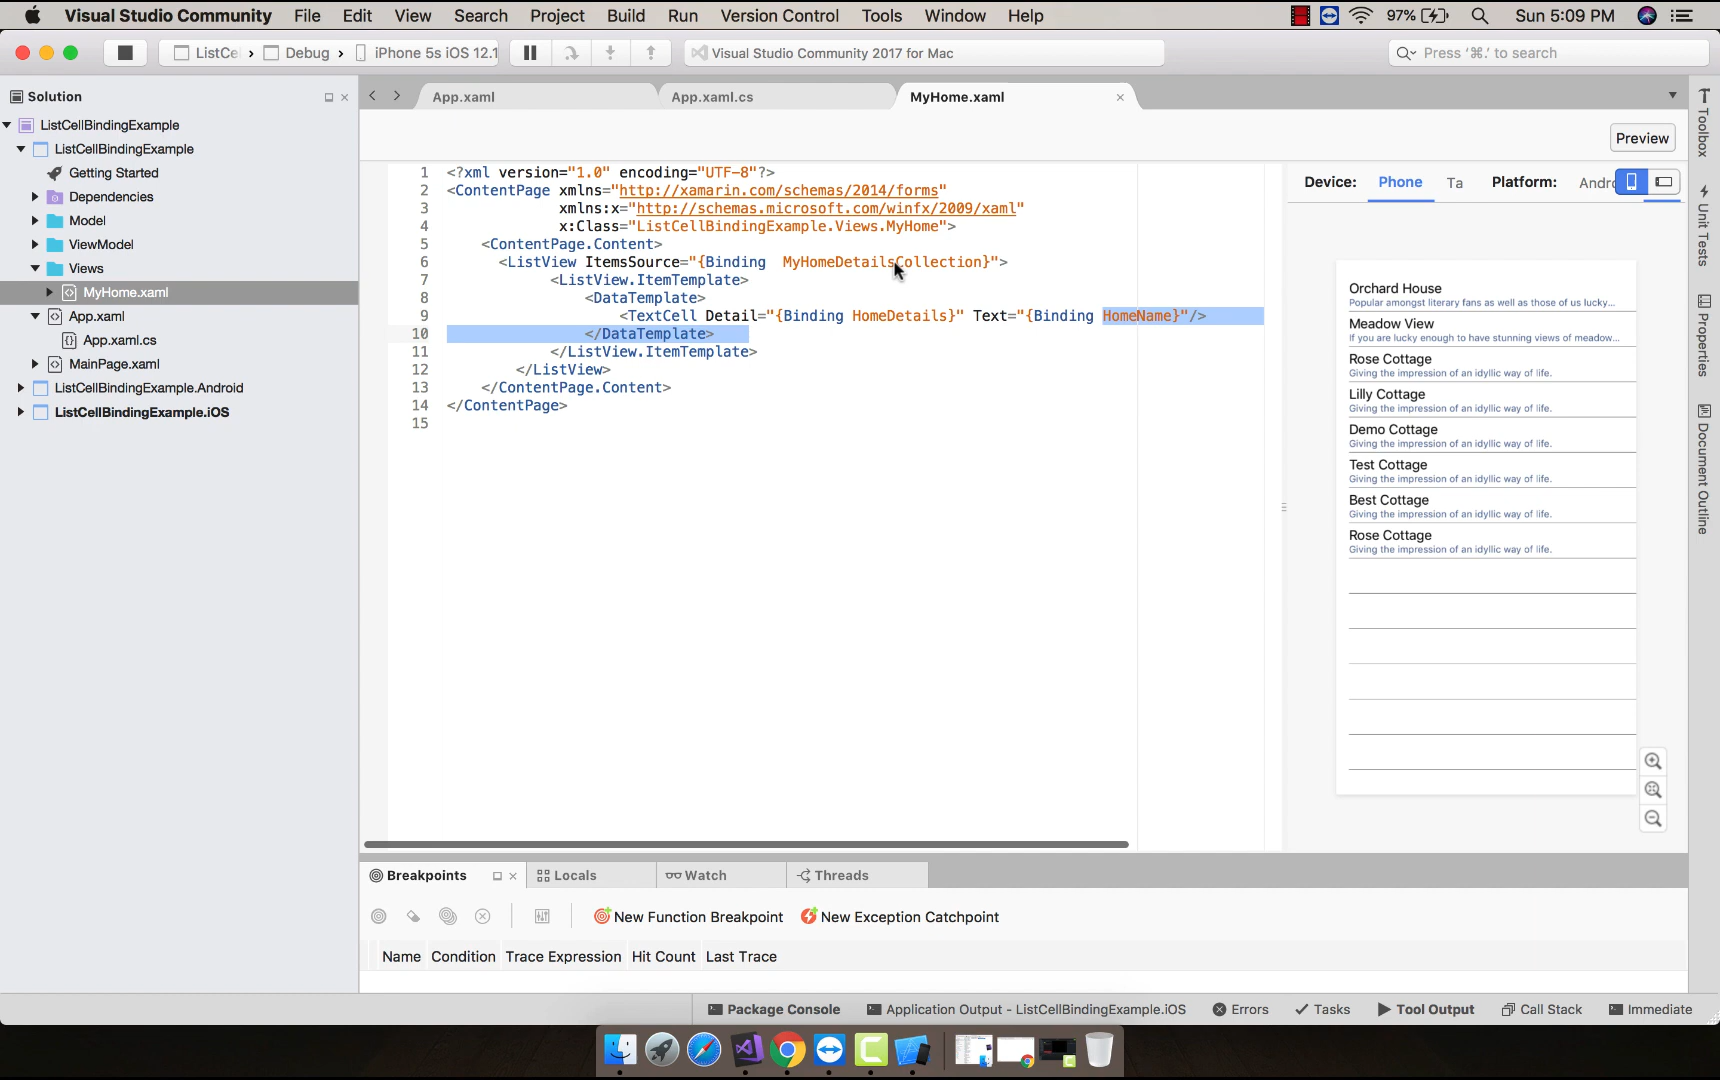 Visual Studio Community File Edit View Search Project Build Run Version Control Tools Window Help 97% Sun 5:09 PM
ListCe › Debug › iPhone 5s iOS 12.1 Visual Studio Community 2017 for Mac Press '⌘.' to search
Solution
App.xaml App.xaml.cs MyHome.xaml
ListCellBindingExample
ListCellBindingExample
Getting Started
Dependencies
Model
ViewModel
Views
MyHome.xaml
App.xaml
App.xaml.cs
MainPage.xaml
ListCellBindingExample.Android
ListCellBindingExample.iOS
Preview
1 <?xml version="1.0" encoding="UTF-8"?>
2 <ContentPage xmlns="http://xamarin.com/schemas/2014/forms"
3 xmlns:x="http://schemas.microsoft.com/winfx/2009/xaml"
4 x:Class="ListCellBindingExample.Views.MyHome">
5 <ContentPage.Content>
6 <ListView ItemsSource="{Binding  MyHomeDetailsCollection}">
7 <ListView.ItemTemplate>
8 <DataTemplate>
9 <TextCell Detail="{Binding HomeDetails}" Text="{Binding HomeName}"/>
10 </DataTemplate>
11 </ListView.ItemTemplate>
12 </ListView>
13 </ContentPage.Content>
14 </ContentPage>
15
Device: Phone Ta Platform: Andro
Orchard House
Popular amongst literary fans as well as those of us lucky...
Meadow View
If you are lucky enough to have stunning views of meadow...
Rose Cottage
Giving the impression of an idyllic way of life.
Lilly Cottage
Giving the impression of an idyllic way of life.
Demo Cottage
Giving the impression of an idyllic way of life.
Test Cottage
Giving the impression of an idyllic way of life.
Best Cottage
Giving the impression of an idyllic way of life.
Rose Cottage
Giving the impression of an idyllic way of life.
Toolbox
Unit Tests
Properties
Document Outline
Breakpoints Locals Watch Threads
New Function Breakpoint New Exception Catchpoint
Name Condition Trace Expression Hit Count Last Trace
Package Console Application Output - ListCellBindingExample.iOS Errors Tasks Tool Output Call Stack Immediate